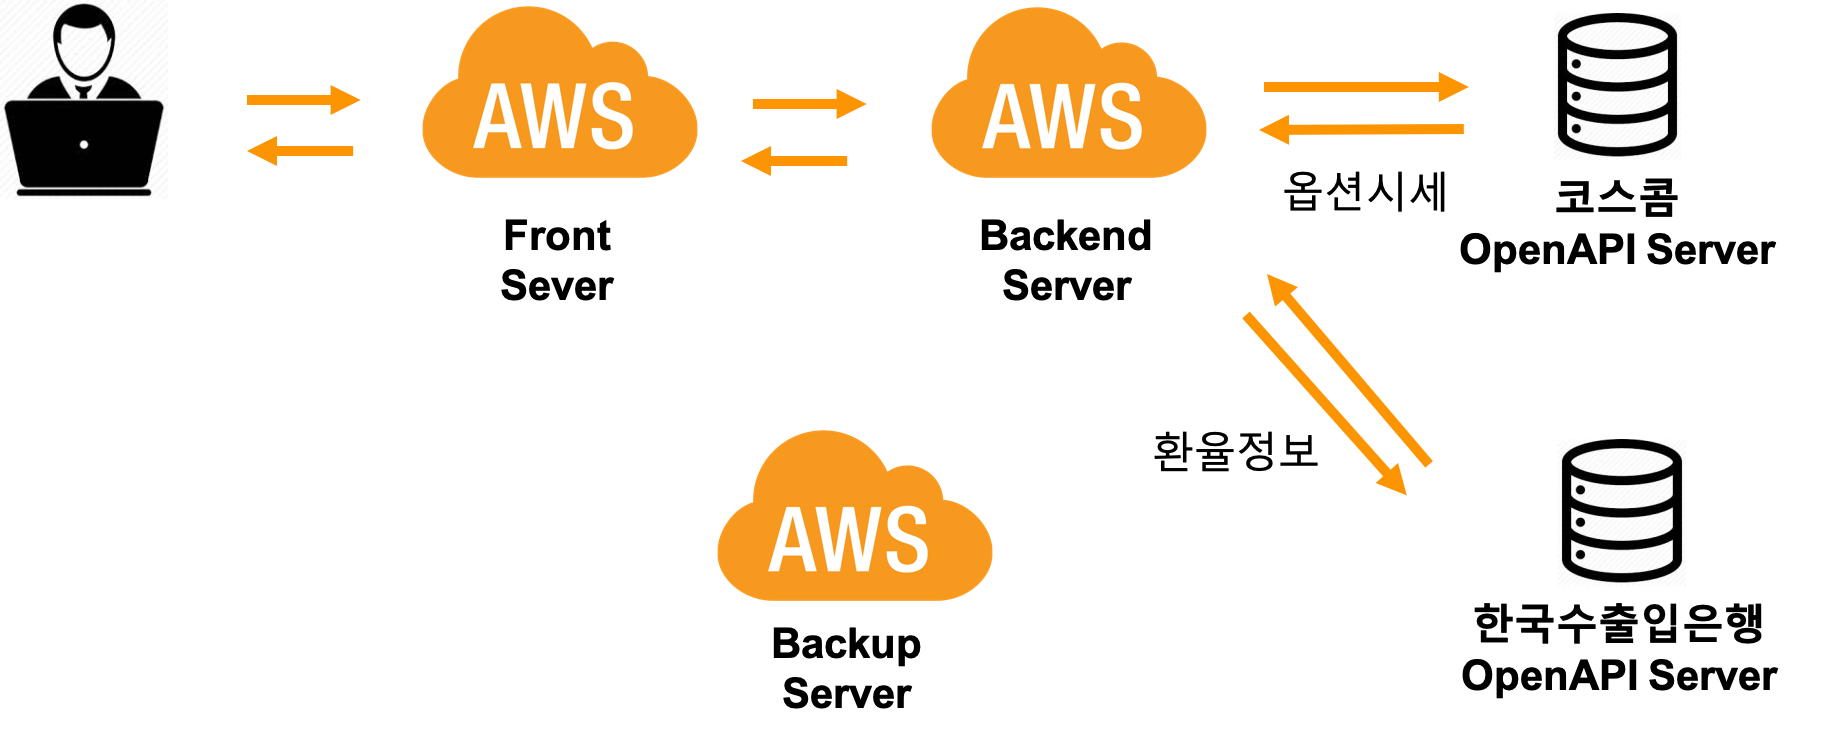 AWS
Front
Sever
AWS
Backend
Server
옵션시세
코스콤
OpenAPI Server
환율정보
AWS
Backup
Server
한국수출입은행
OpenAPI Server